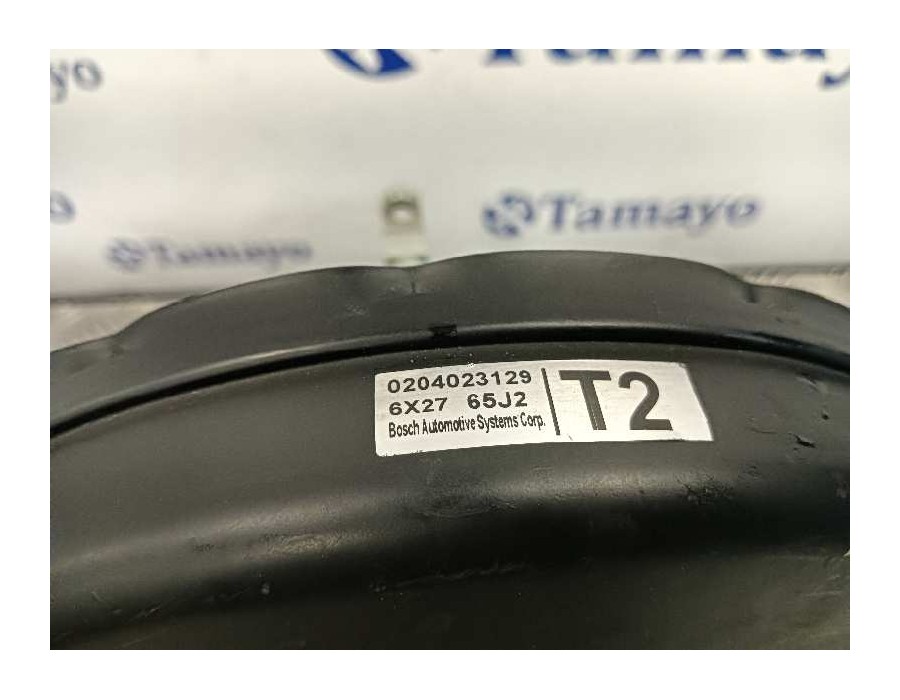 Tamayo
Tamayo
0204023129
6X27 65J2
Bosch Automotive Systems Corp.
T2